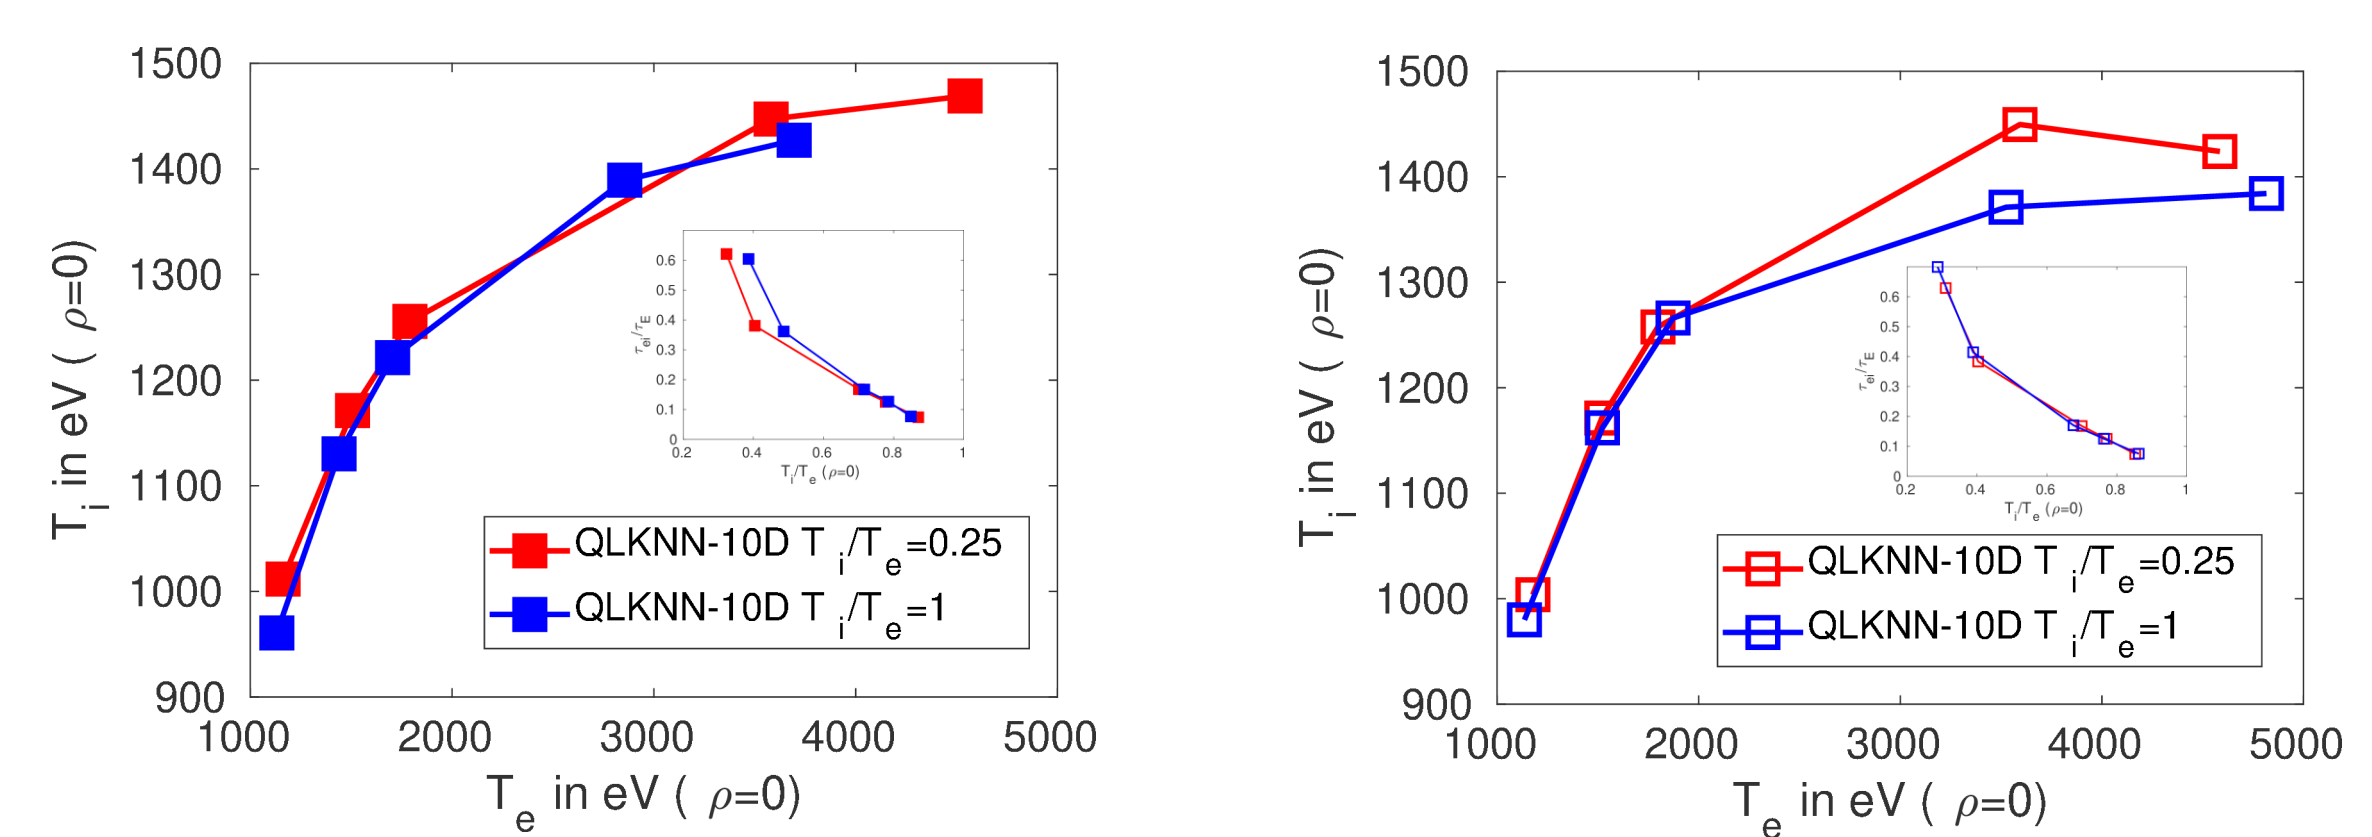 1500
1400
1300
1200
1100
1000
900
1000 2000 3000 4000 5000
T_i in eV ( ρ=0)
T_e in eV ( ρ=0)
0.6
0.5
0.4
0.3
0.2
0.1
0
0.2 0.4 0.6 0.8 1
τ_ei/τ_E
T_i/T_e (ρ=0)
QLKNN-10D T_i/T_e=0.25
QLKNN-10D T_i/T_e=1
1500
1400
1300
1200
1100
1000
900
1000 2000 3000 4000 5000
T_i in eV ( ρ=0)
T_e in eV ( ρ=0)
0.6
0.5
0.4
0.3
0.2
0.1
0
0.2 0.4 0.6 0.8 1
τ_ei/τ_E
T_i/T_e (ρ=0)
QLKNN-10D T_i/T_e=0.25
QLKNN-10D T_i/T_e=1